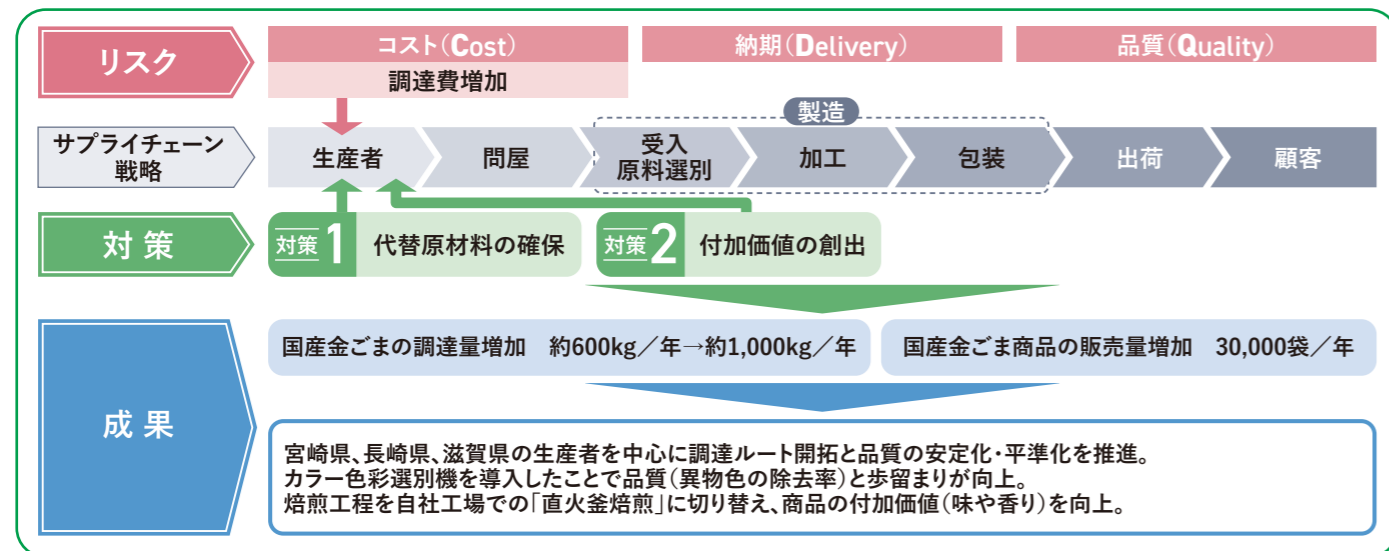 リスク
コスト（Cost）
納期（Delivery）
品質（Quality）
調達費増加
製造
サプライチェーン
戦略
生産者
問屋
受入
原料選別
加工
包装
出荷
顧客
対策
対策1 代替原材料の確保
対策2 付加価値の創出
成果
国産金ごまの調達量増加　約600kg／年→約1,000kg／年
国産金ごま商品の販売量増加　30,000袋／年
宮崎県、長崎県、滋賀県の生産者を中心に調達ルート開拓と品質の安定化・平準化を推進。
カラー色彩選別機を導入したことで品質（異物色の除去率）と歩留まりが向上。
焙煎工程を自社工場での「直火釜焙煎」に切り替え、商品の付加価値（味や香り）を向上。